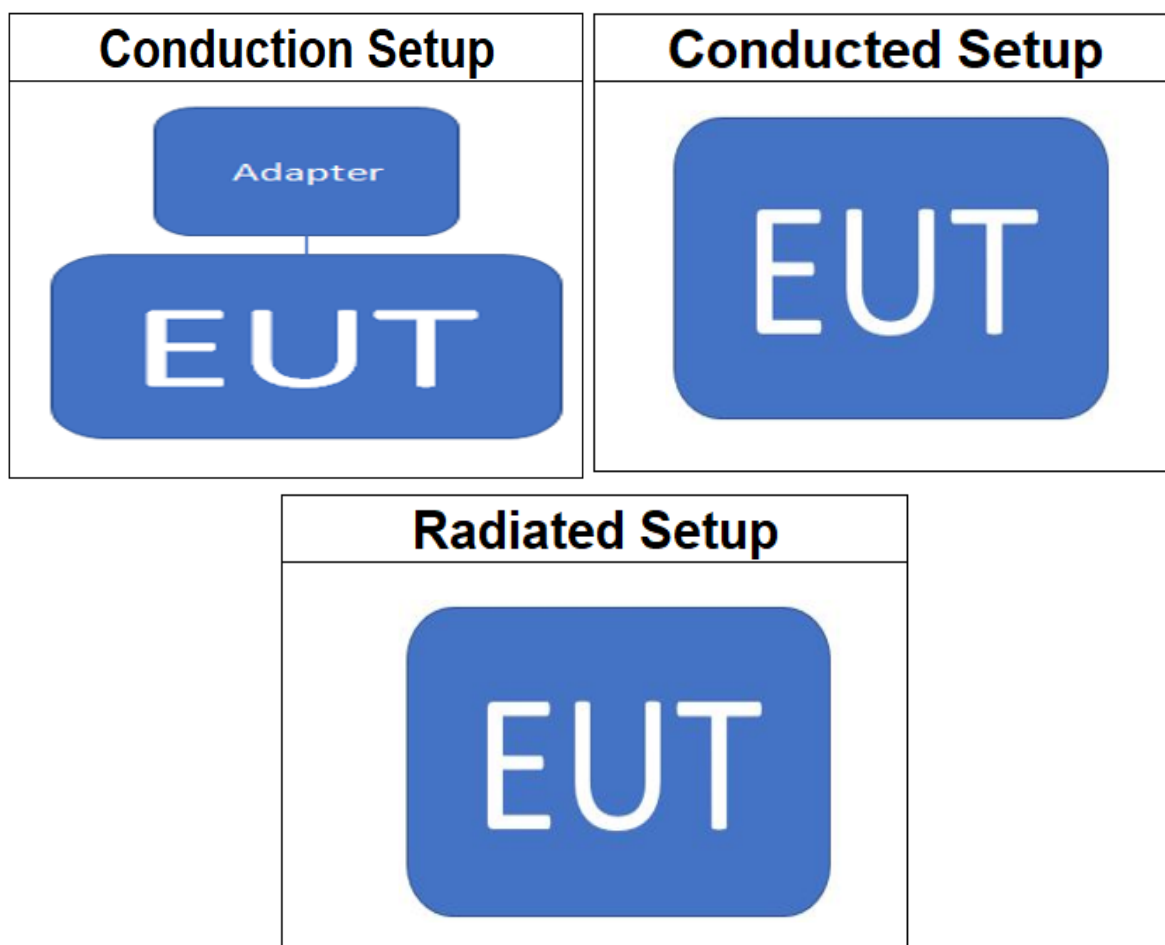 Conduction Setup
Adapter
EUT
Conducted Setup
EUT
Radiated Setup
EUT